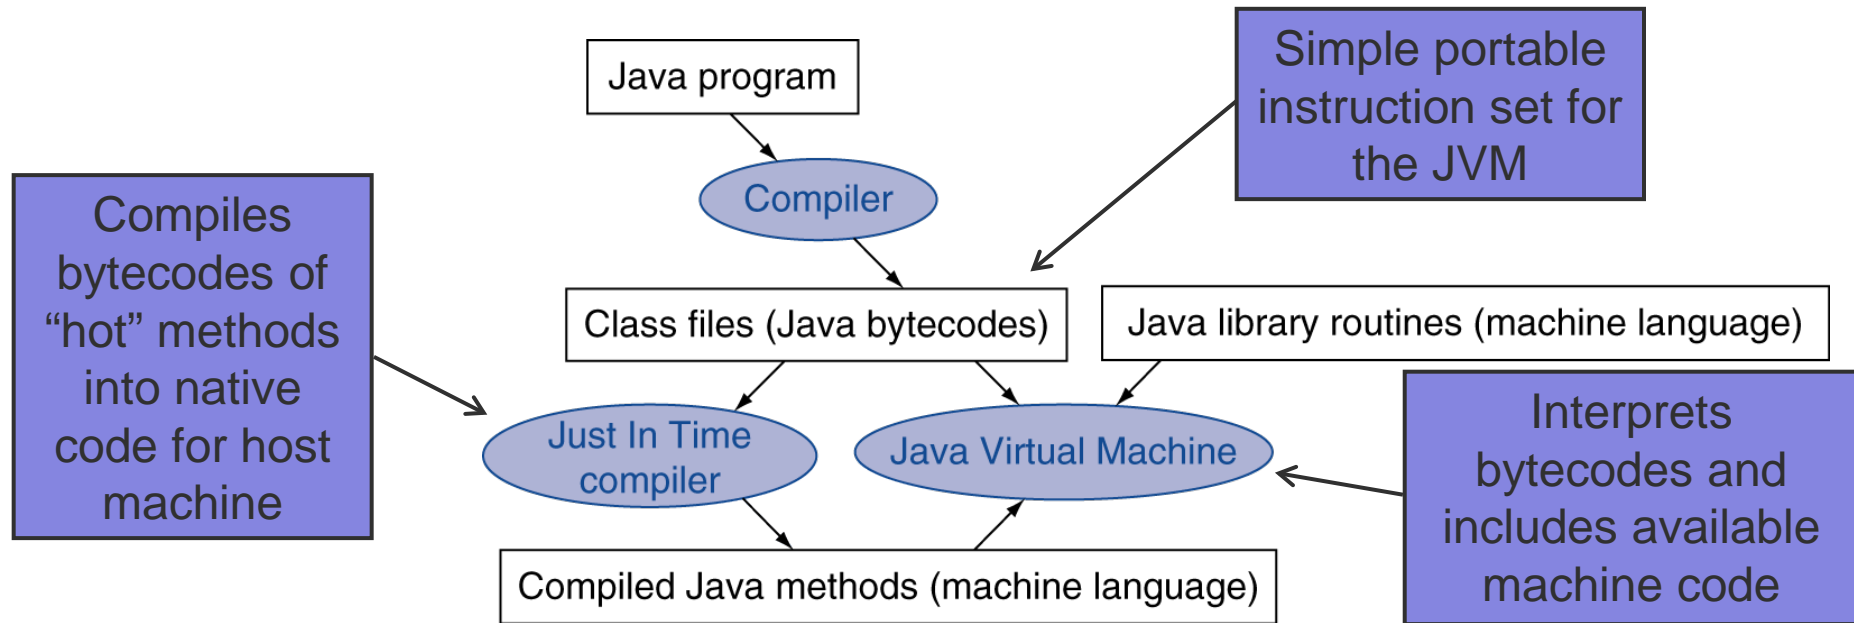 Java program
Simple portable
instruction set for
the JVM
Compiler
Compiles
bytecodes of
“hot” methods
into native
code for host
machine
Class files (Java bytecodes)
Java library routines (machine language)
Just In Time
compiler
Java Virtual Machine
Interprets
bytecodes and
includes available
machine code
Compiled Java methods (machine language)